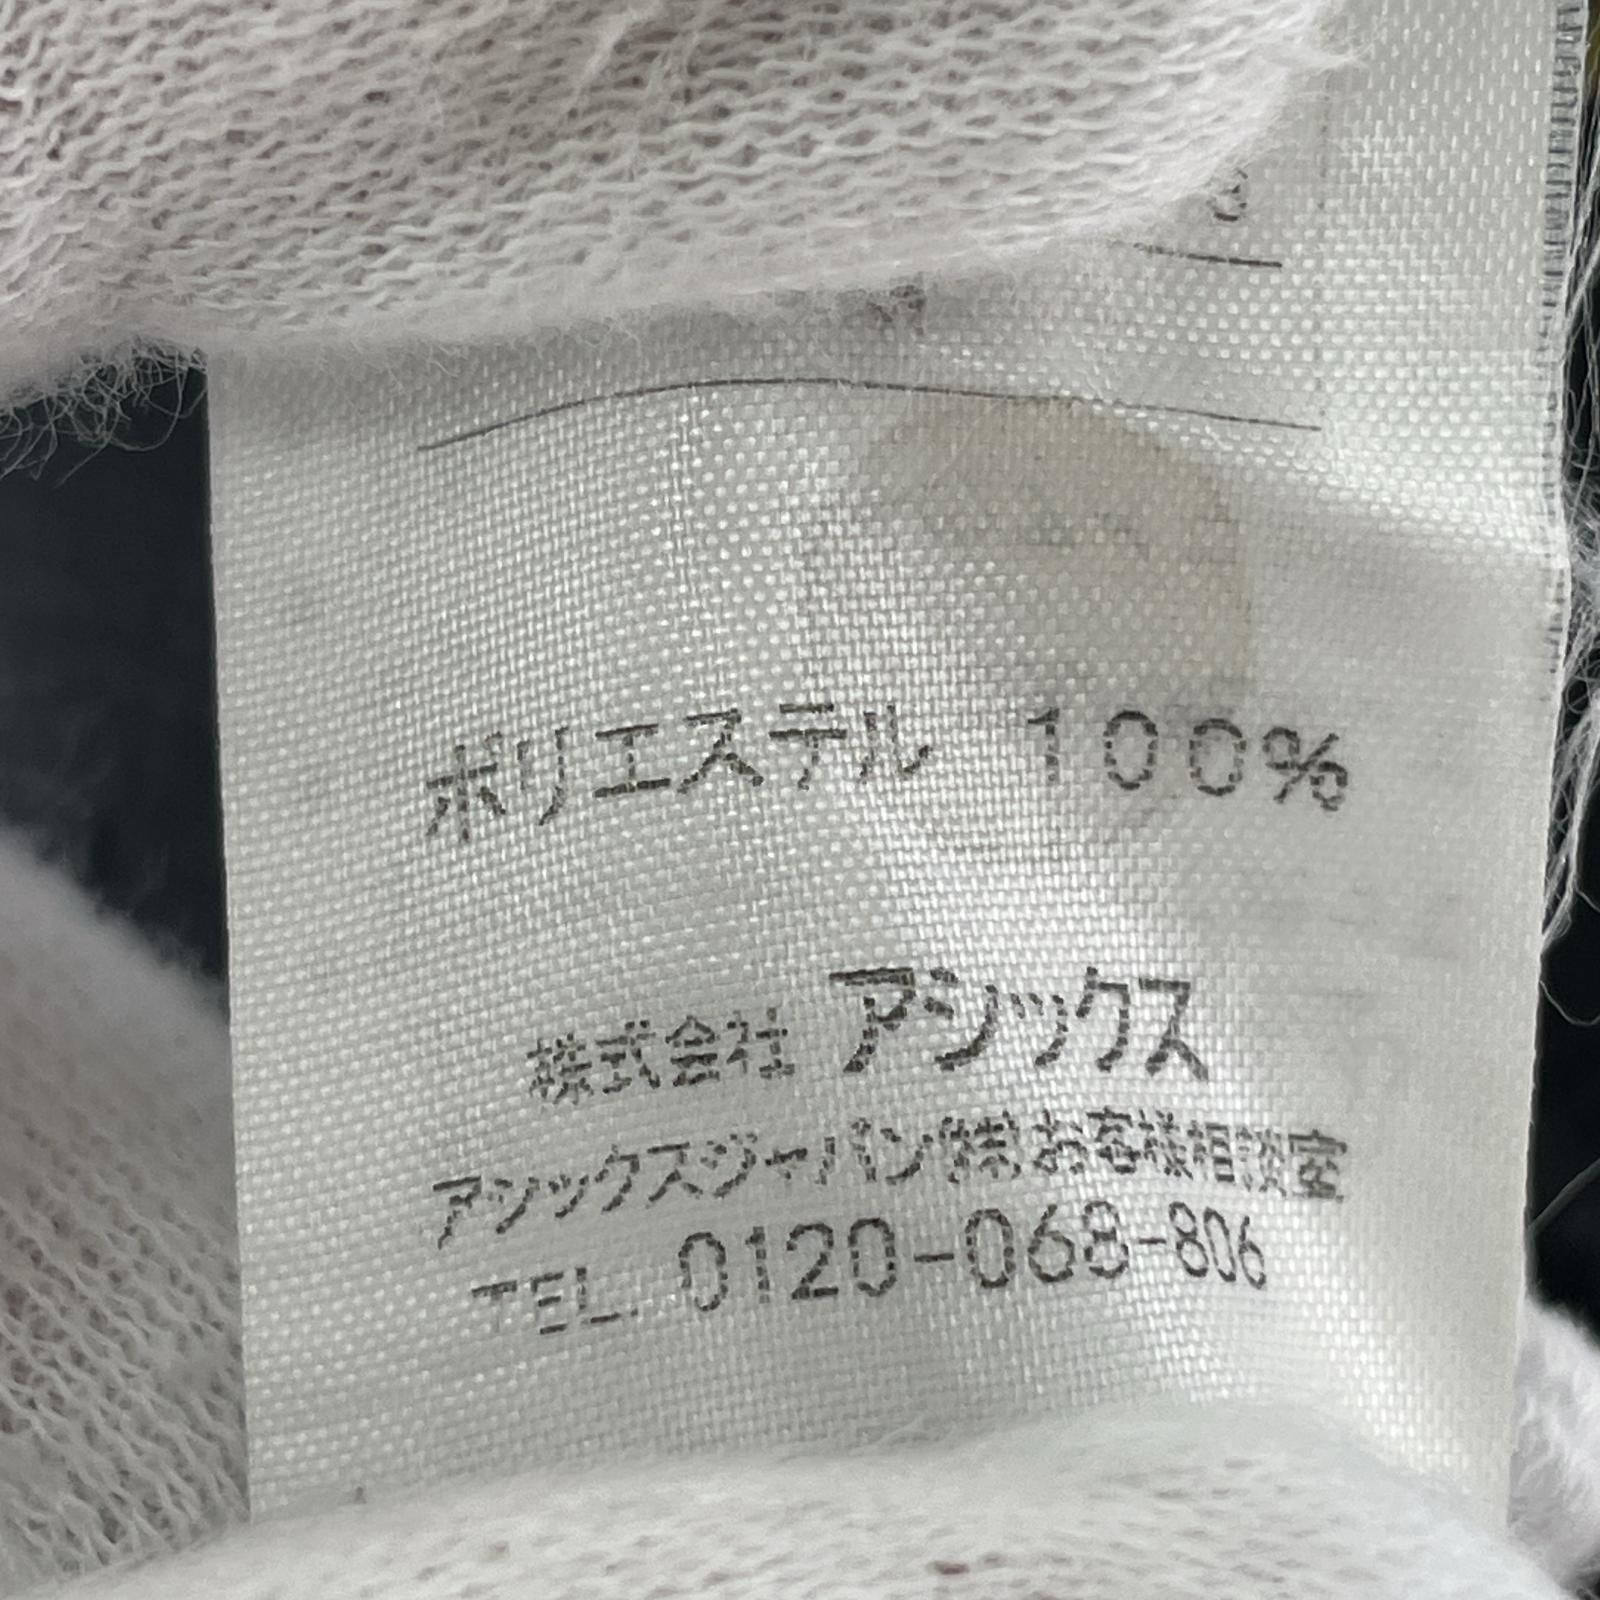 ポリエステル 100%
株式会社 アシックス
アシックスジャパン(株)お客様相談室
TEL. 0120-068-806